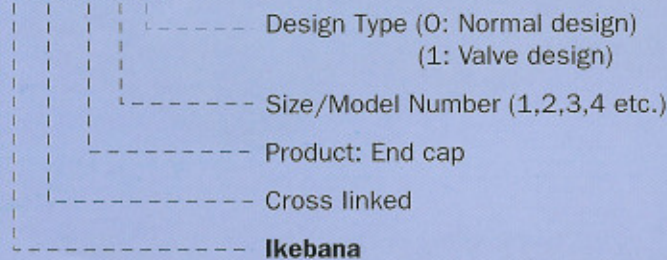 Design Type (0: Normal design)
(1: Valve design)
Size/Model Number (1,2,3,4 etc.)
Product: End cap
Cross linked
Ikebana